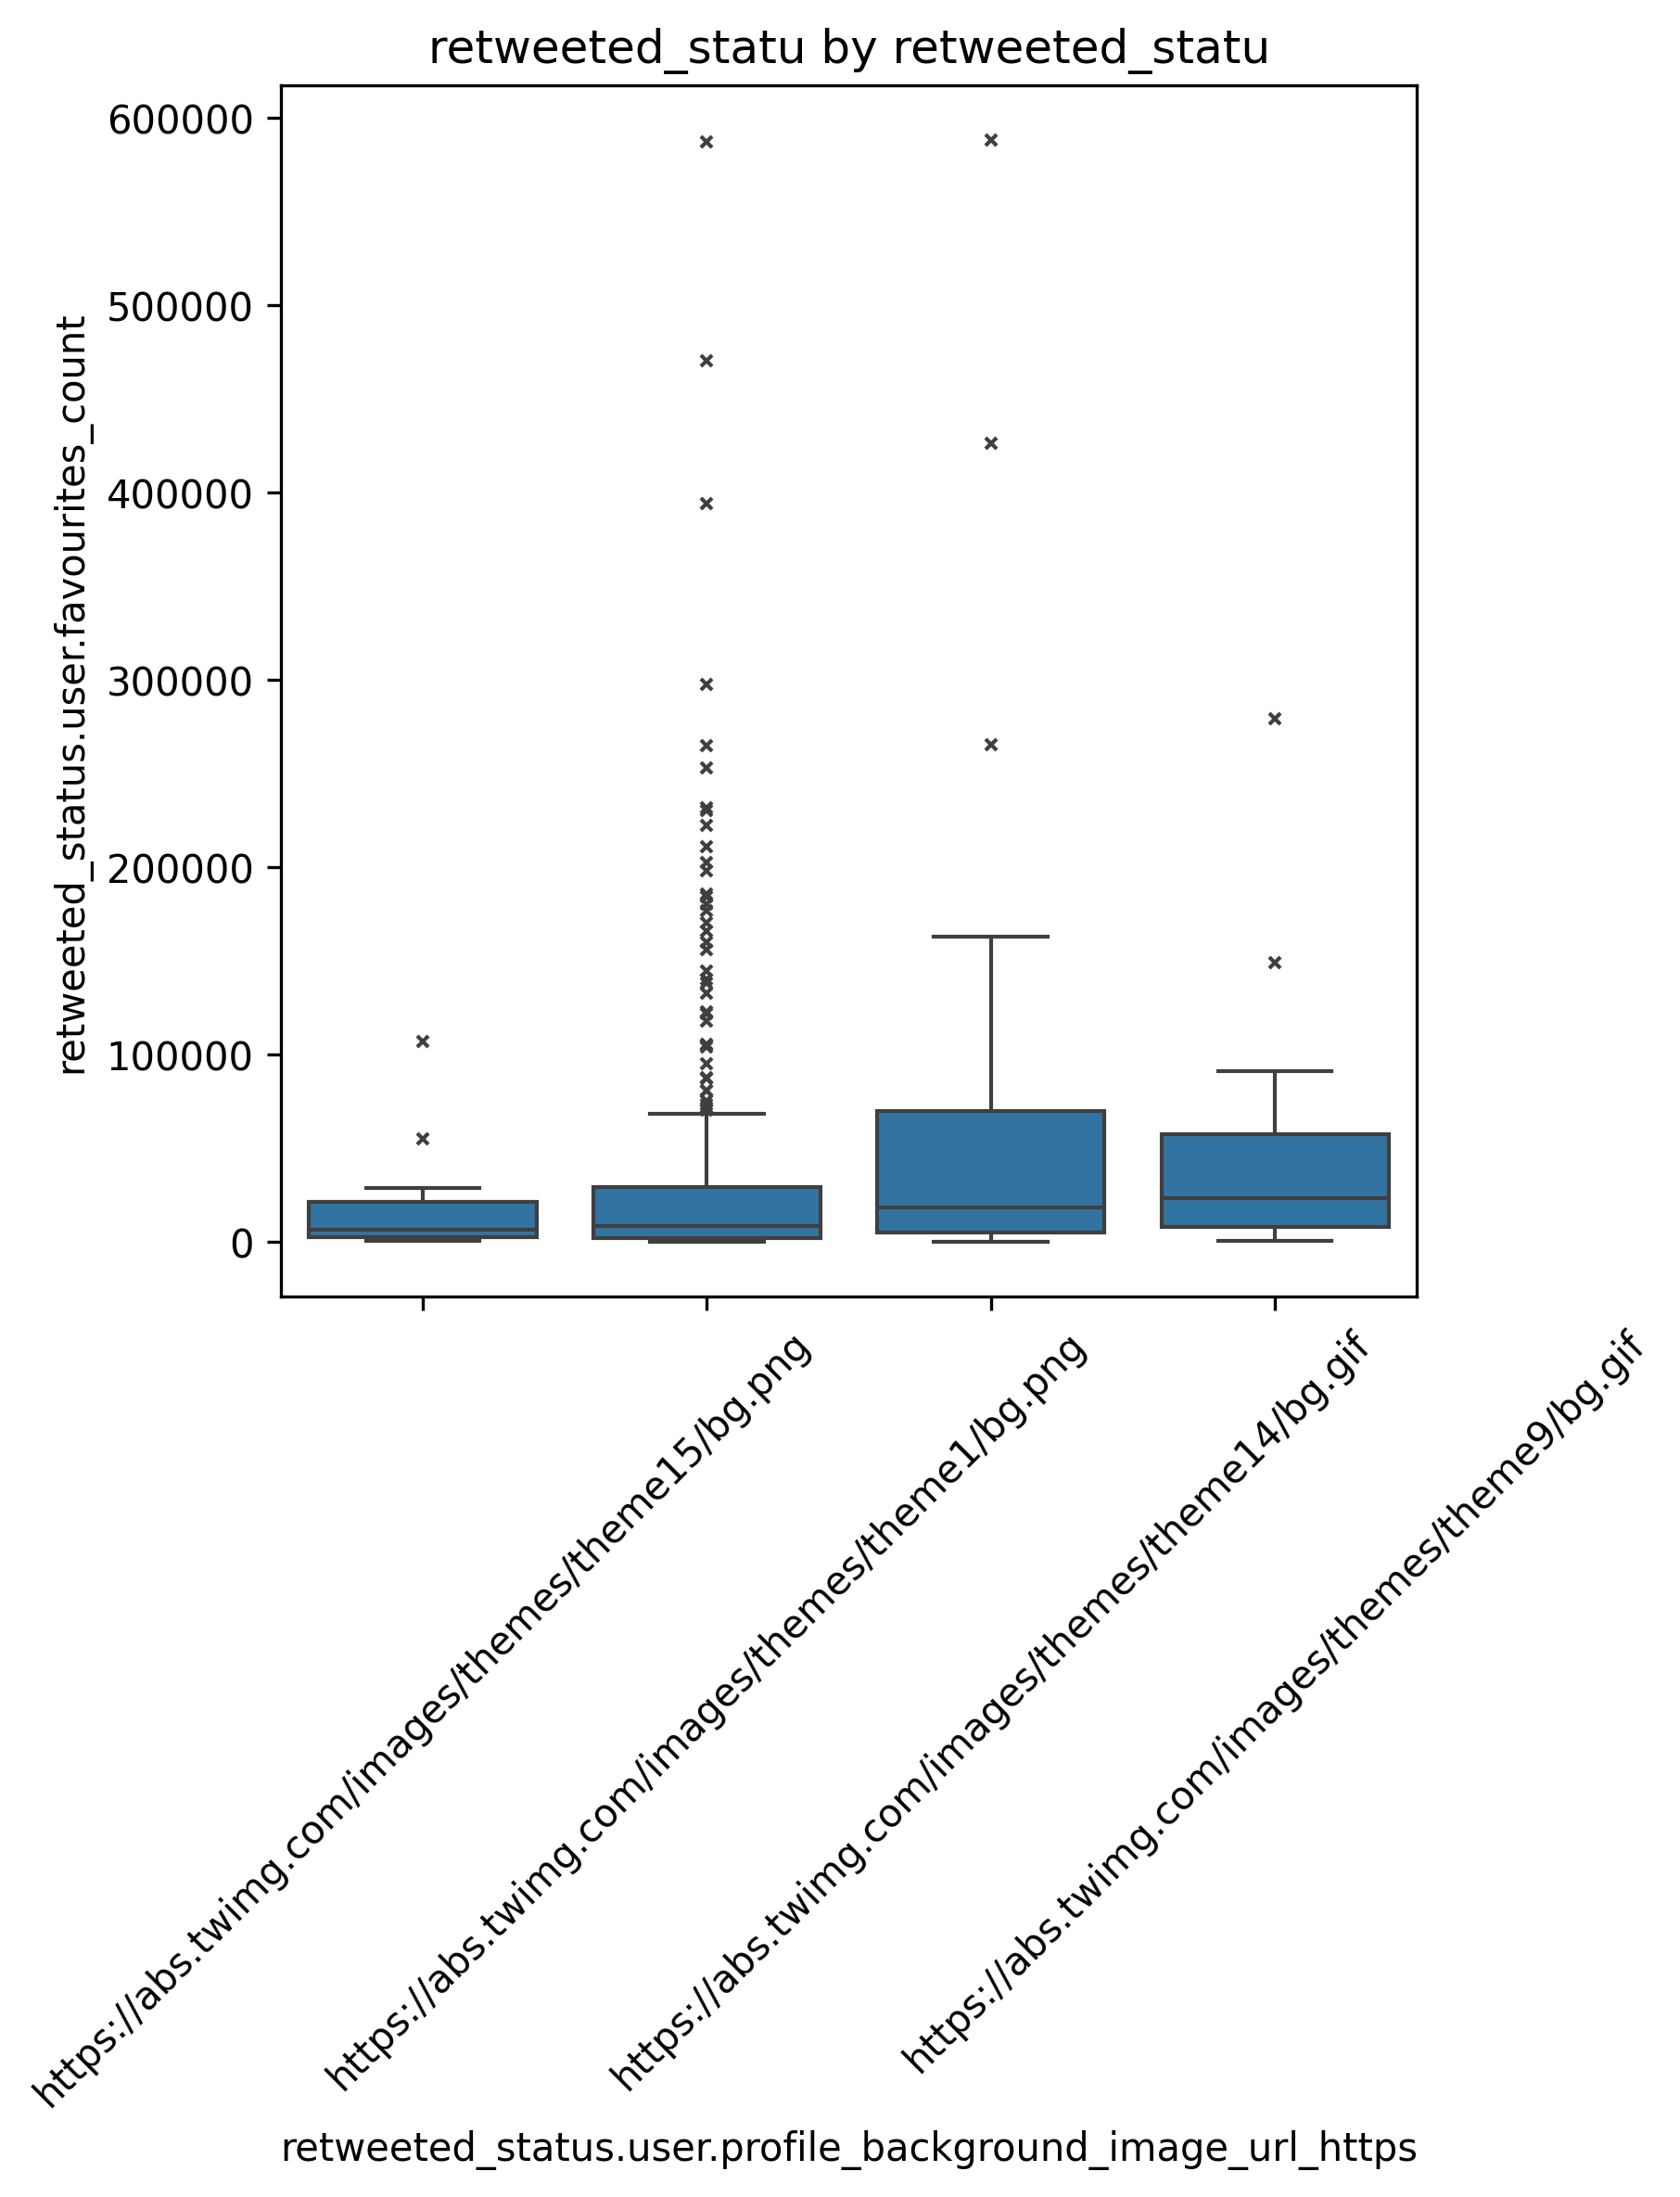 retweeted_statu by retweeted_statu
retweeted_status.user.favourites_count
600000
500000
400000
300000
200000
100000
0
https://abs.twimg.com/images/themes/theme15/bg.png
https://abs.twimg.com/images/themes/theme1/bg.png
https://abs.twimg.com/images/themes/theme14/bg.gif
https://abs.twimg.com/images/themes/theme9/bg.gif
retweeted_status.user.profile_background_image_url_https